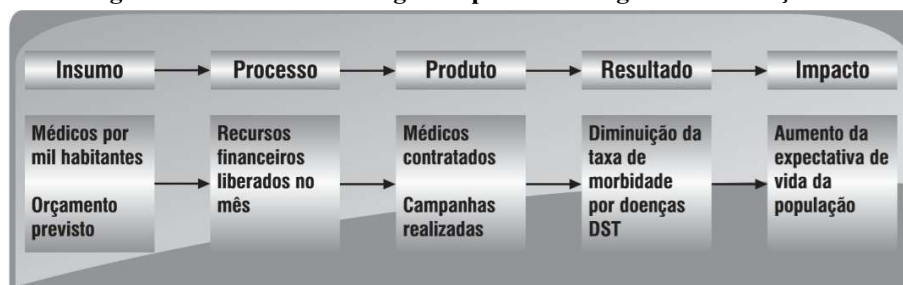 Insumo
Processo
Produto
Resultado
Impacto
Médicos por
mil habitantes
Orçamento
previsto
Recursos
financeiros
liberados no
mês
Médicos
contratados
Campanhas
realizadas
Diminuição da
taxa de
morbidade
por doenças
DST
Aumento da
expectativa de
vida da
população